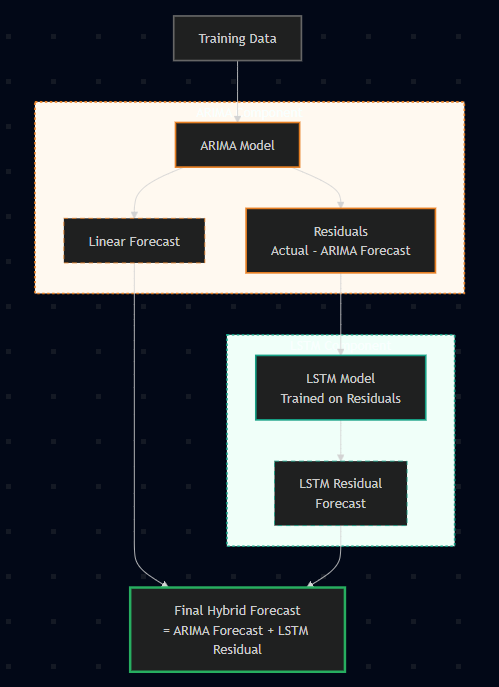 Training Data
ARIMA Model
Linear Forecast
Residuals
Actual - ARIMA Forecast
LSTM Model
Trained on Residuals
LSTM Residual
Forecast
Final Hybrid Forecast
= ARIMA Forecast + LSTM
Residual